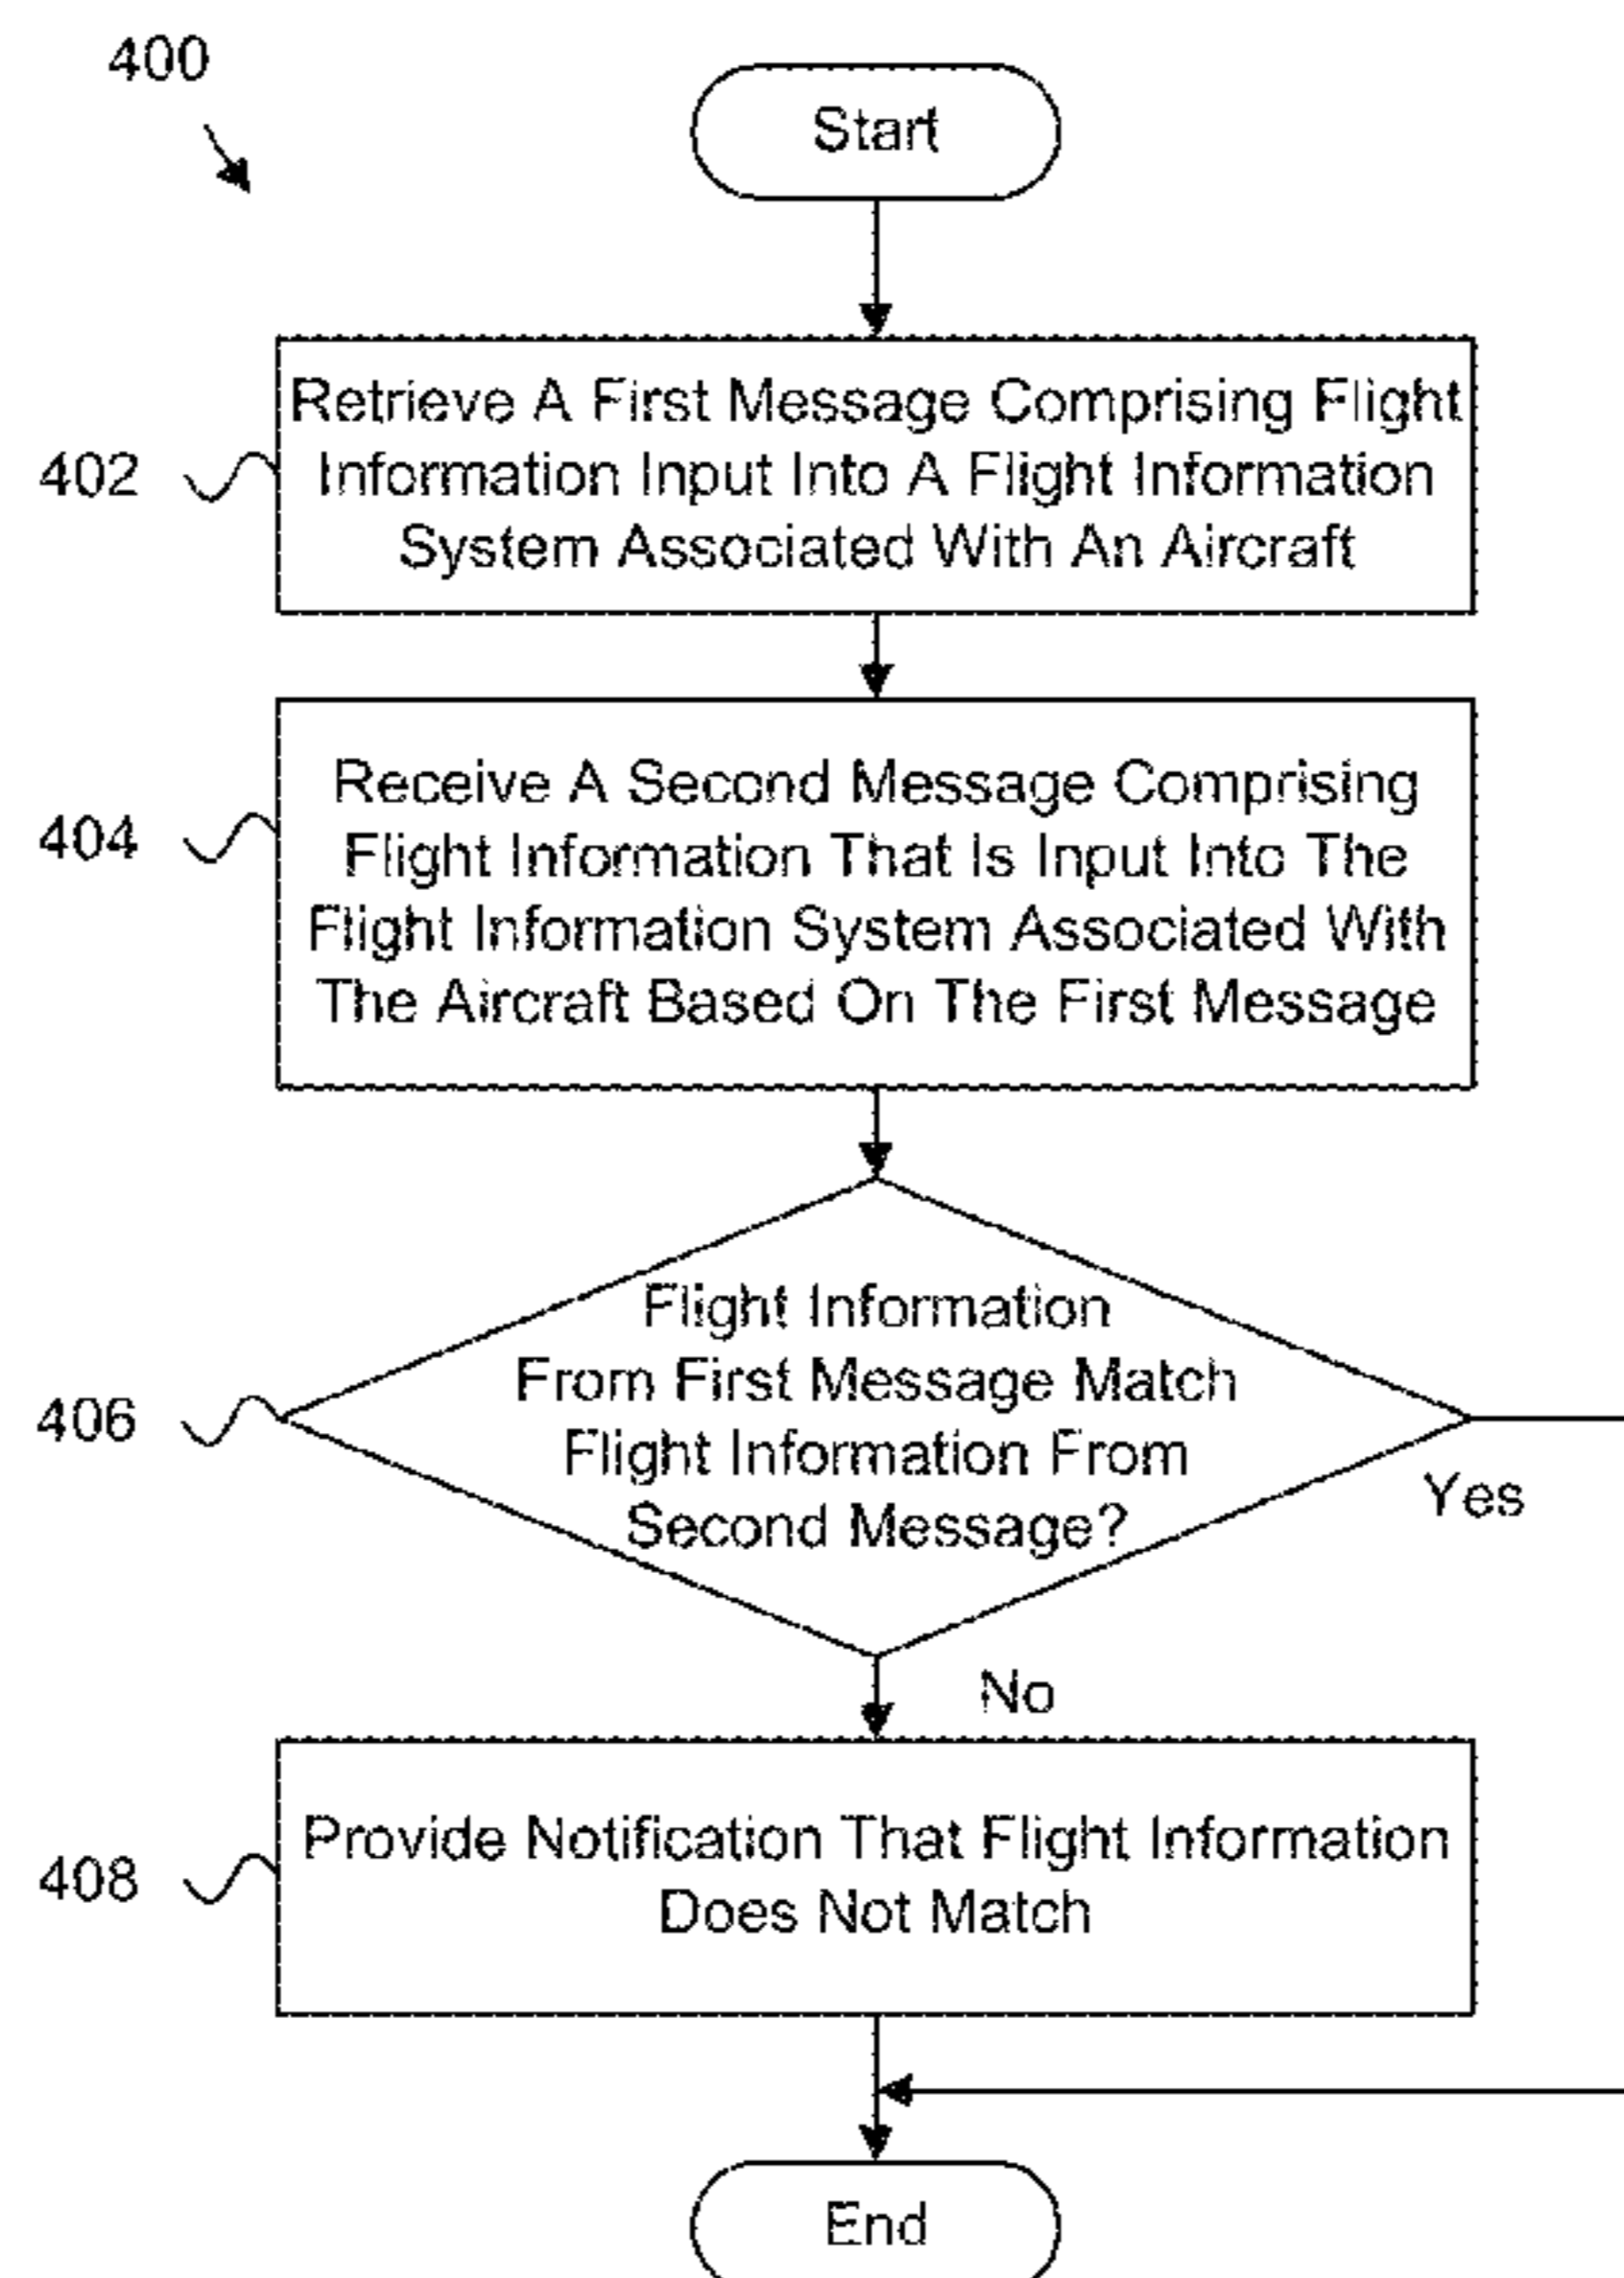 400
Start
402
Retrieve A First Message Comprising Flight
Information Input Into A Flight Information
System Associated With An Aircraft
404
Receive A Second Message Comprising
Flight Information That Is Input Into The
Flight Information System Associated With
The Aircraft Based On The First Message
406
Flight Information
From First Message Match
Flight Information From
Second Message?
Yes
No
408
Provide Notification That Flight Information
Does Not Match
End